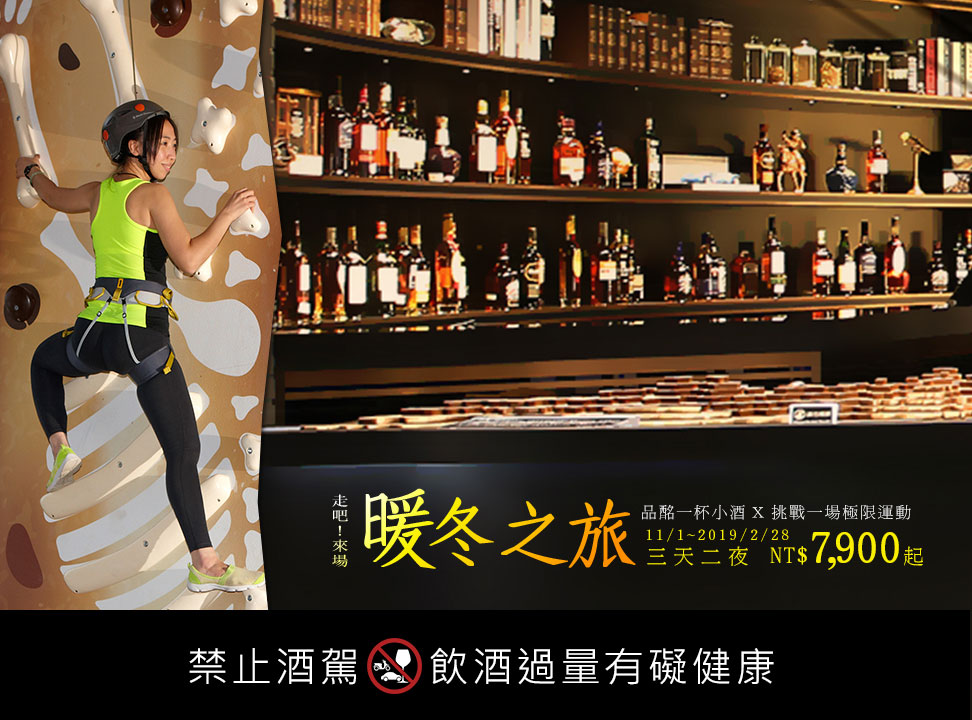 走吧！來場
暖冬之旅
品酩一杯小酒 X 挑戰一場極限運動
11/1~2019/2/28
三天二夜 NT$7,900起
禁止酒駕 飲酒過量有礙健康